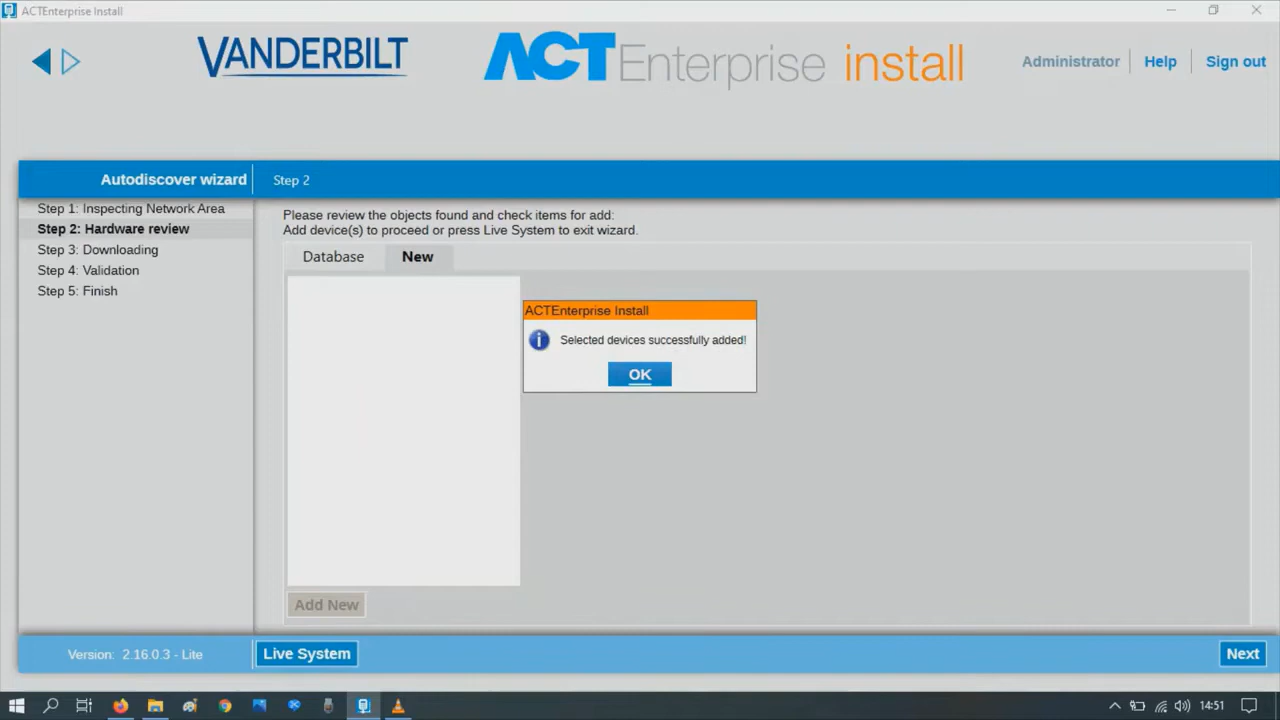 ACTEnterprise Install
VANDERBILT
ACTEnterprise install
Administrator
Help
Sign out
Autodiscover wizard
Step 2
Step 1: Inspecting Network Area
Step 2: Hardware review
Step 3: Downloading
Step 4: Validation
Step 5: Finish
Please review the objects found and check items for add:
Add device(s) to proceed or press Live System to exit wizard.
Database
New
ACTEnterprise Install
Selected devices successfully added!
OK
Add New
Version: 2.16.0.3 - Lite
Live System
Next
14:51